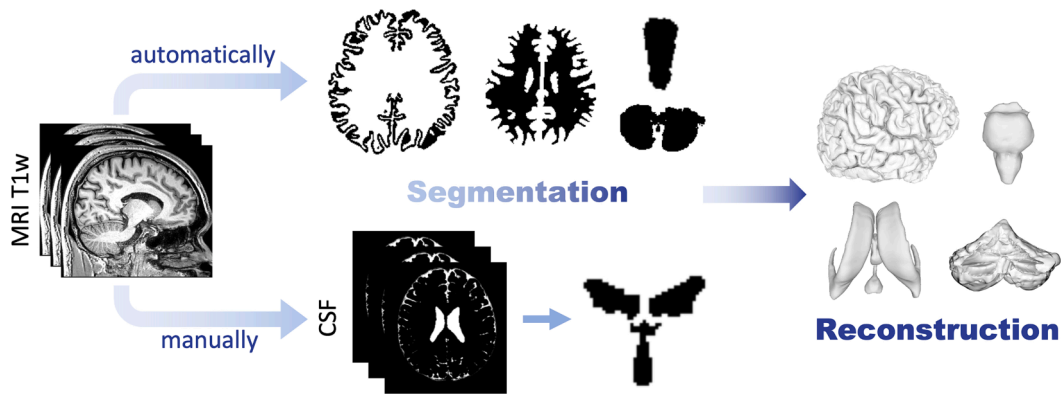 automatically
MRI T1w
Segmentation
manually
CSF
Reconstruction